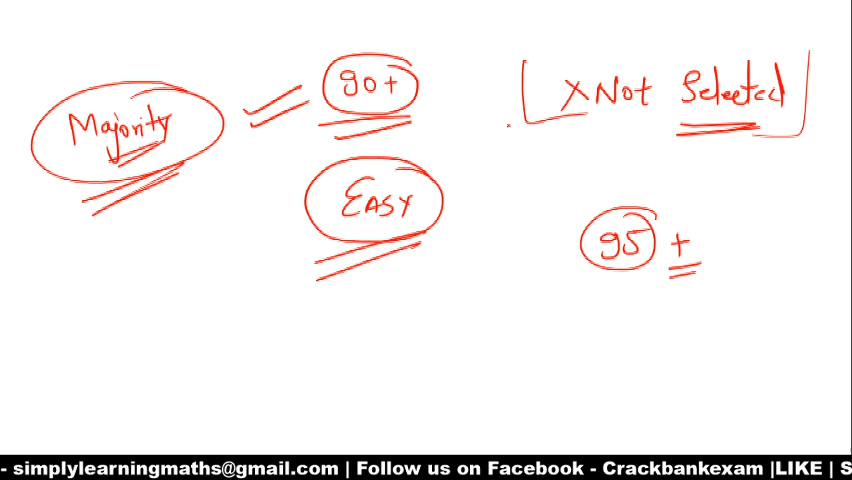 Majority 90+ X Not Selected
EASY
95 +
- simplylearningmaths@gmail.com | Follow us on Facebook - Crackbankexam |LIKE | S